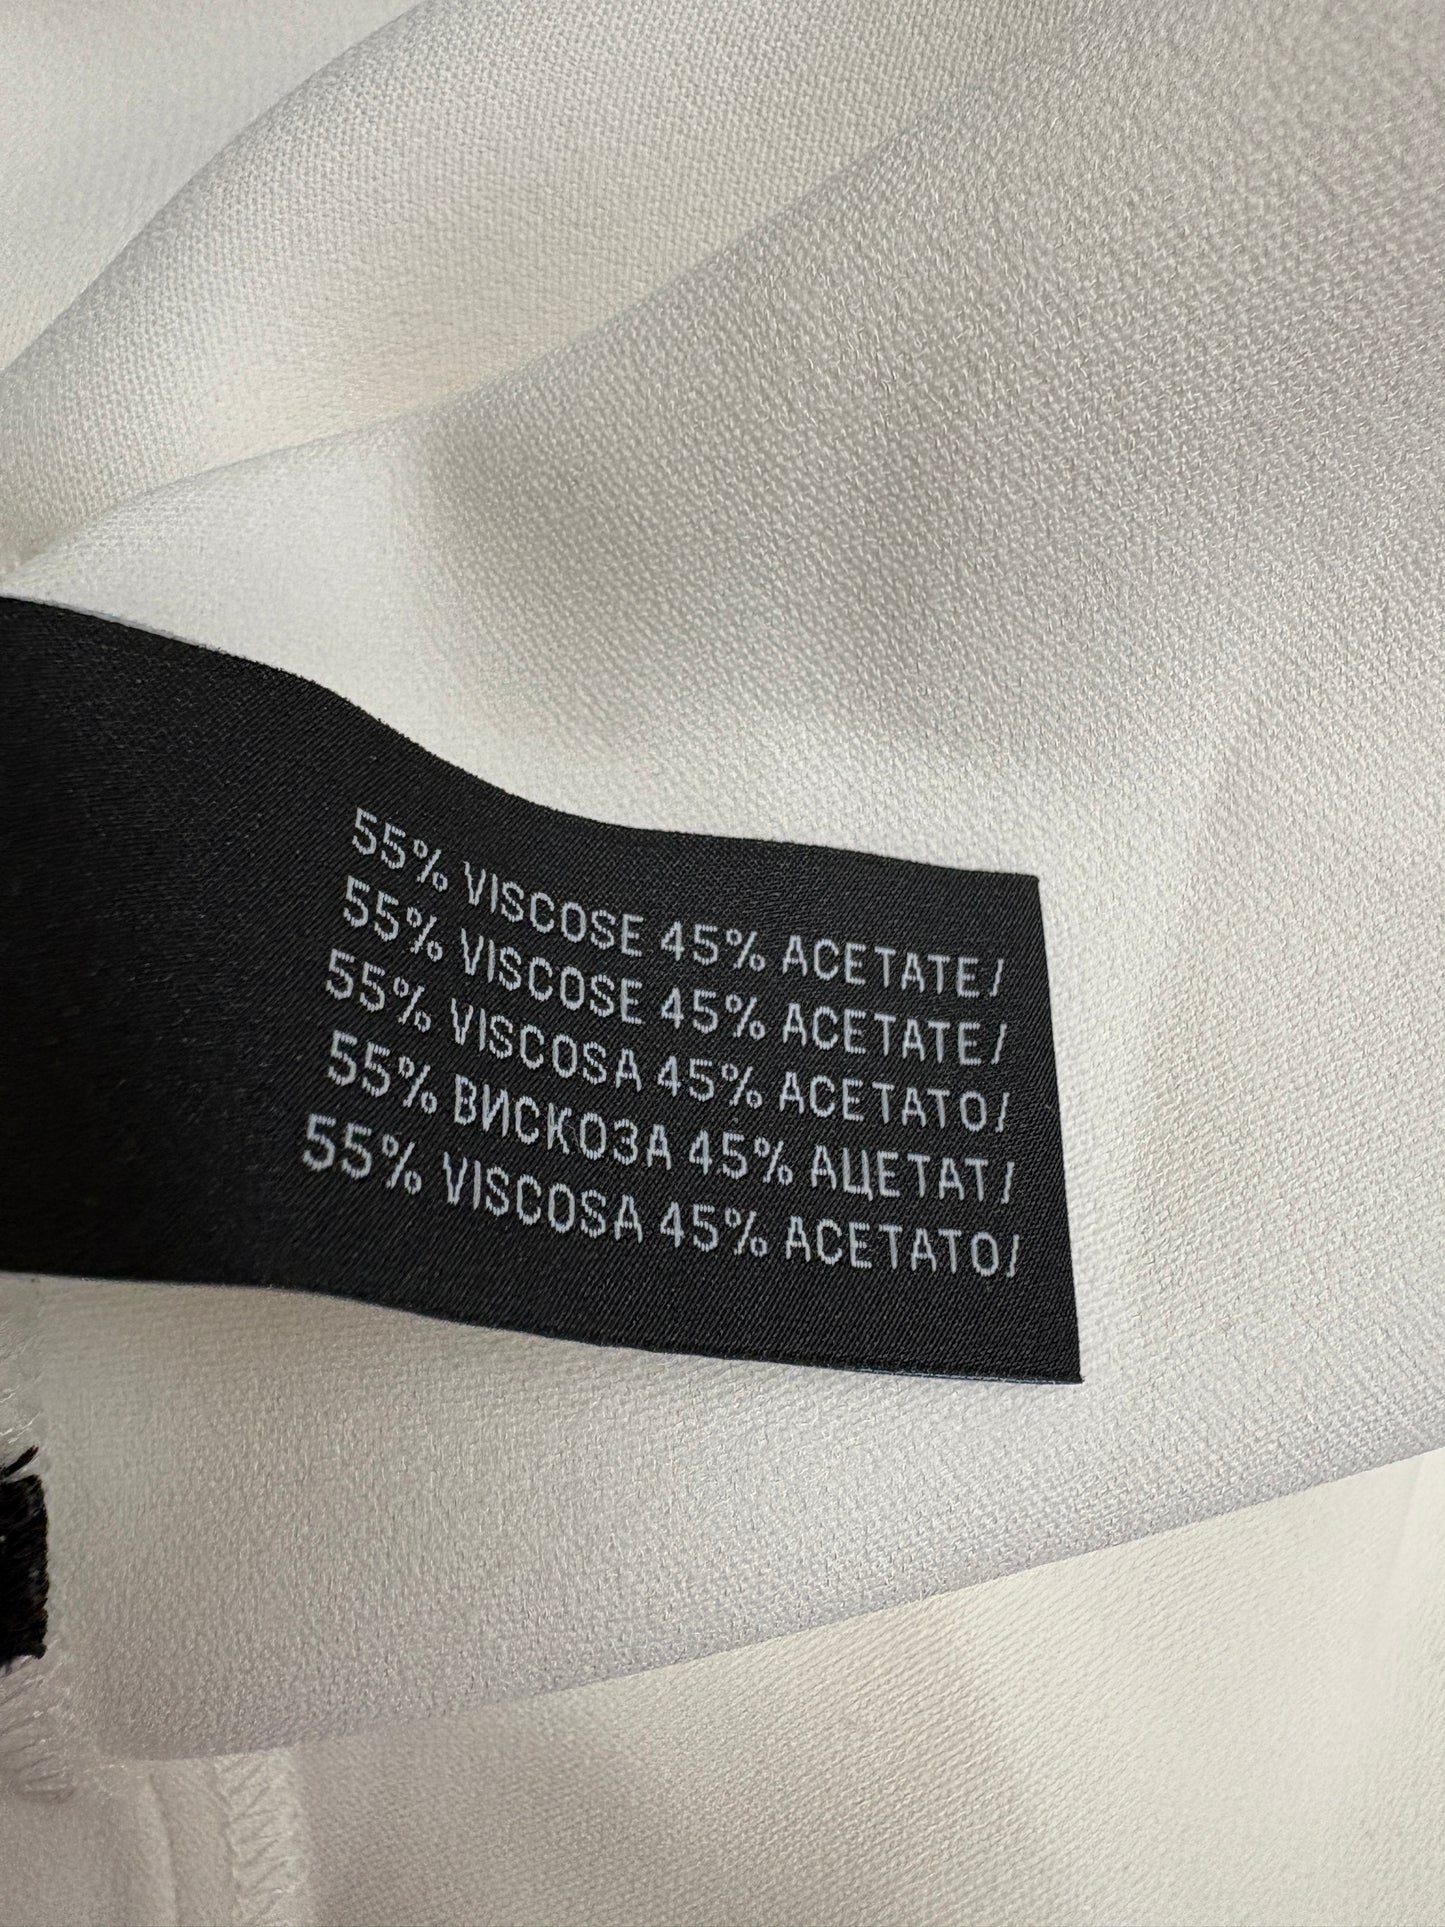 55% VISCOSE 45% ACETATE/
55% VISCOSE 45% ACETATE/
55% VISCOSA 45% ACETATO/
55% ВИСКОЗА 45% АЦЕТАТ/
55% VISCOSA 45% ACETATO/